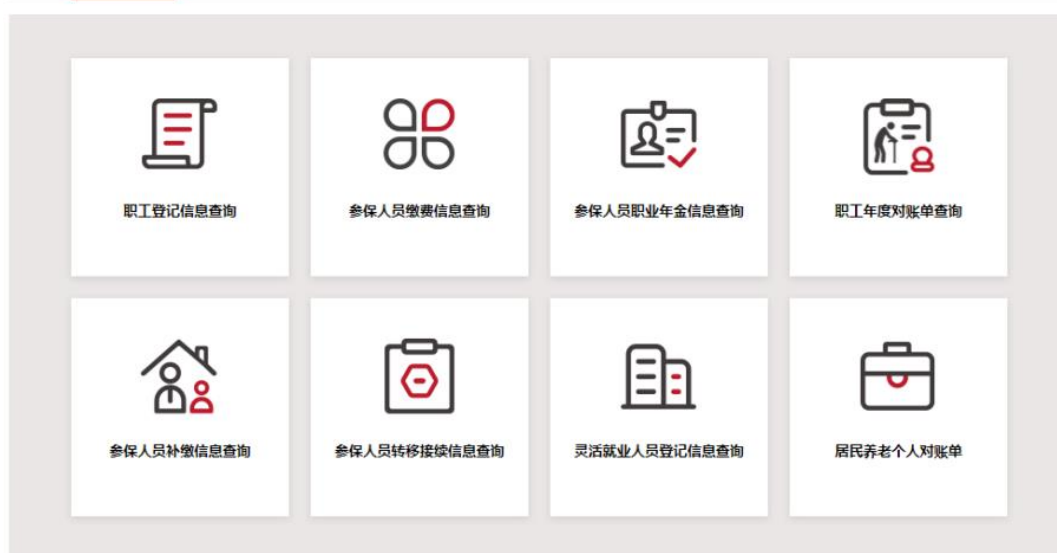 职工登记信息查询
参保人员缴费信息查询
参保人员职业年金信息查询
职工年度对账单查询
参保人员补缴信息查询
参保人员转移接续信息查询
灵活就业人员登记信息查询
居民养老个人对账单